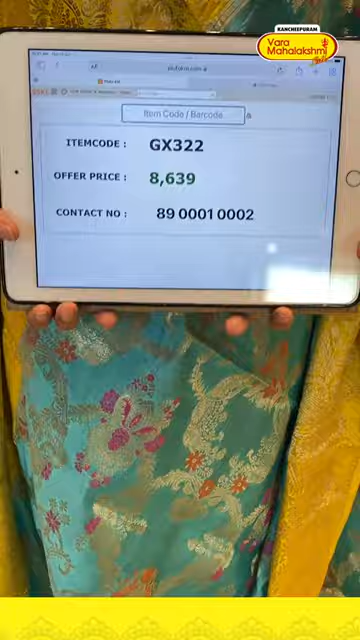 KANCHEEPURAM
Vara
Mahalakshmi
Item Code / Barcode
ITEMCODE : GX322
OFFER PRICE : 8,639
CONTACT NO : 89 0001 0002